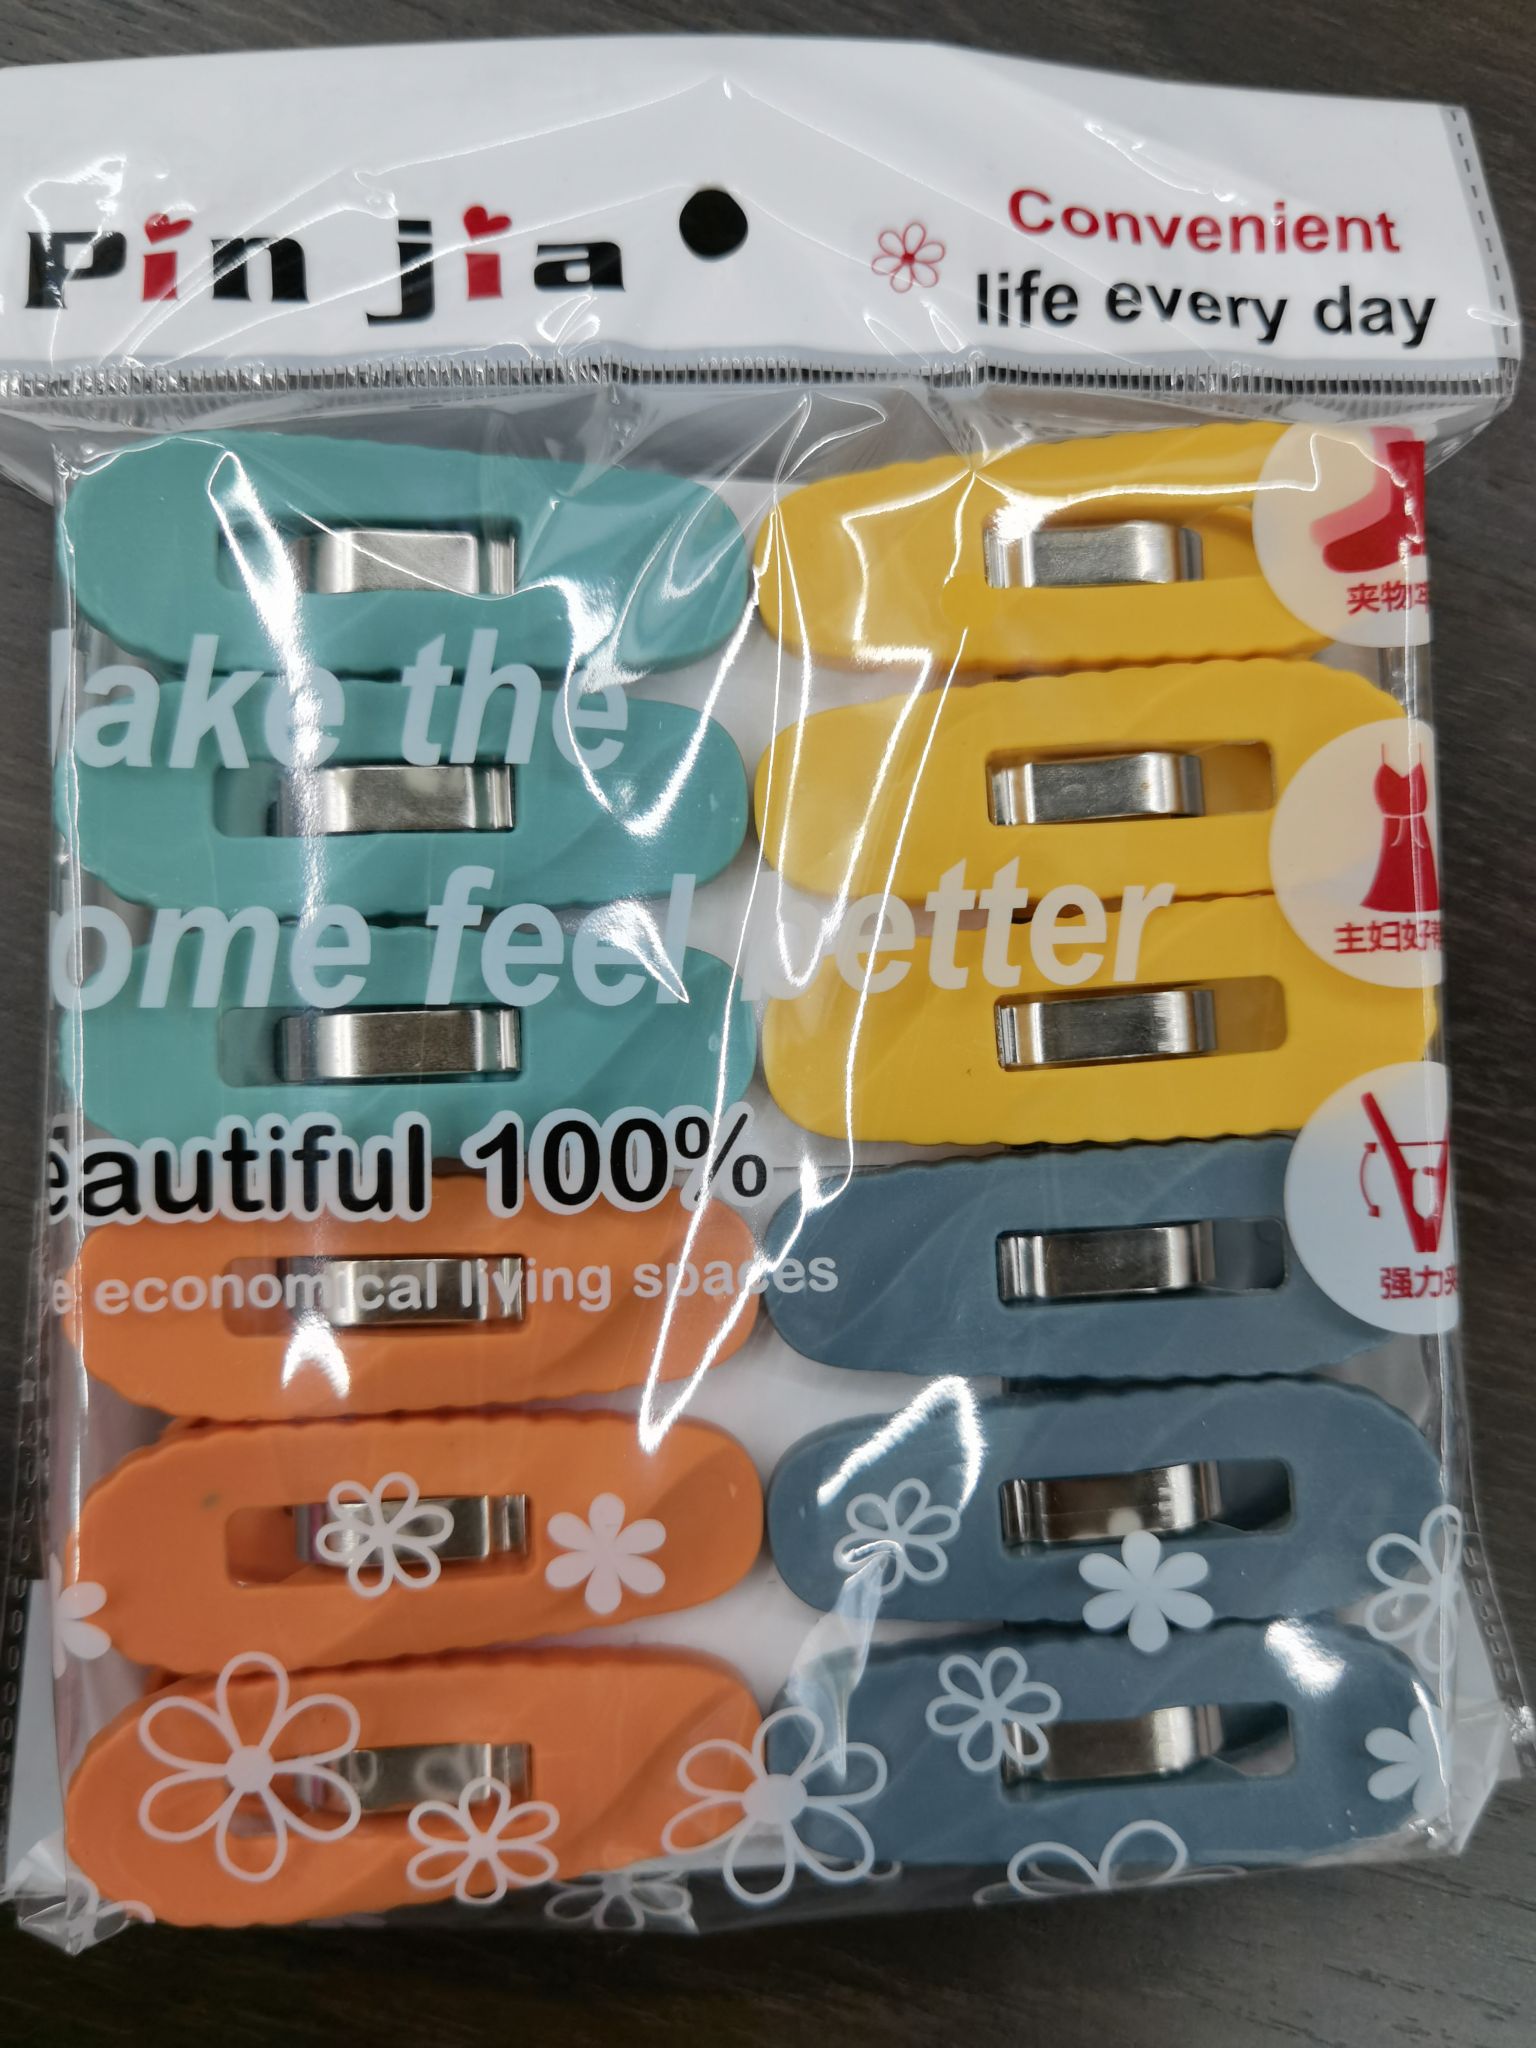 Pin jia
Convenient
life every day
夹物牢
ake the
ome feel better
eautiful 100%
e economical living spaces
主妇好帮
强力夹